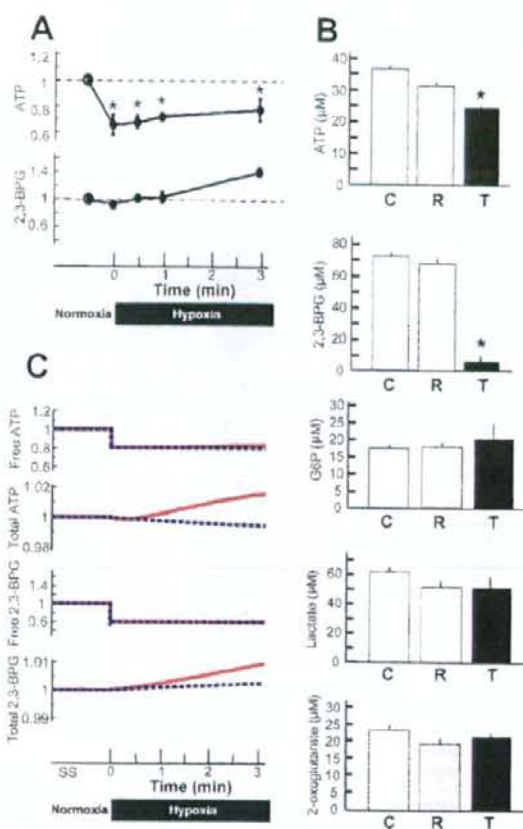 A
1.2
1
0.8
0.6
ATP
* * * *
1.4
1
0.6
2,3-BPG
0 1 2 3
Time (min)
Normoxia Hypoxia
B
40
30
20
10
0
ATP (µM)
*
C R T
80
60
40
20
0
2,3-BPG (µM)
*
C R T
30
25
20
15
10
5
0
G6P (µM)
C R T
60
40
20
0
Lactate (µM)
C R T
30
25
20
15
10
5
0
2-oxoglutarate (µM)
C R T
C
1.2
1
0.8
Free ATP
1.02
1
0.98
Total ATP
1.4
1
0.6
Free 2,3-BPG
1.01
1
0.99
Total 2,3-BPG
SS 0 1 2 3
Time (min)
Normoxia Hypoxia